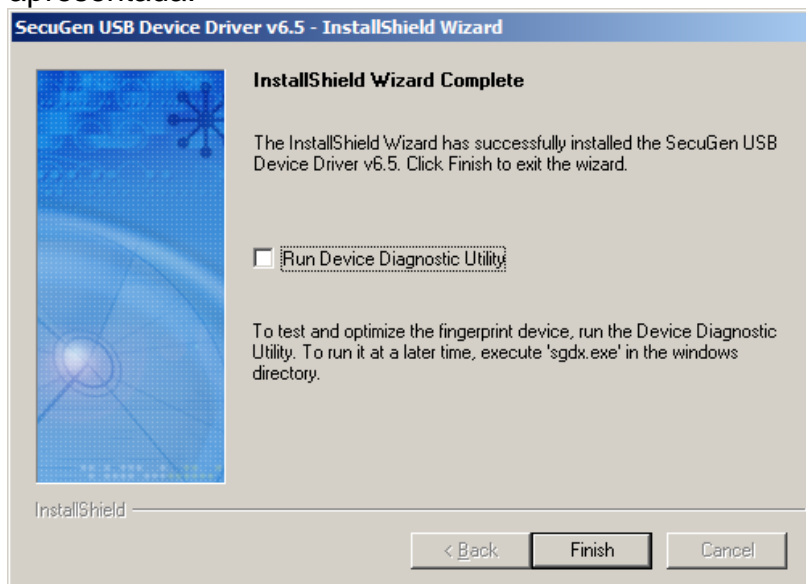 SecuGen USB Device Driver v6.5 - InstallShield Wizard
InstallShield Wizard Complete
The InstallShield Wizard has successfully installed the SecuGen USB
Device Driver v6.5. Click Finish to exit the wizard.
Run Device Diagnostic Utility
To test and optimize the fingerprint device, run the Device Diagnostic
Utility. To run it at a later time, execute 'sgdx.exe' in the windows
directory.
InstallShield
< Back
Finish
Cancel